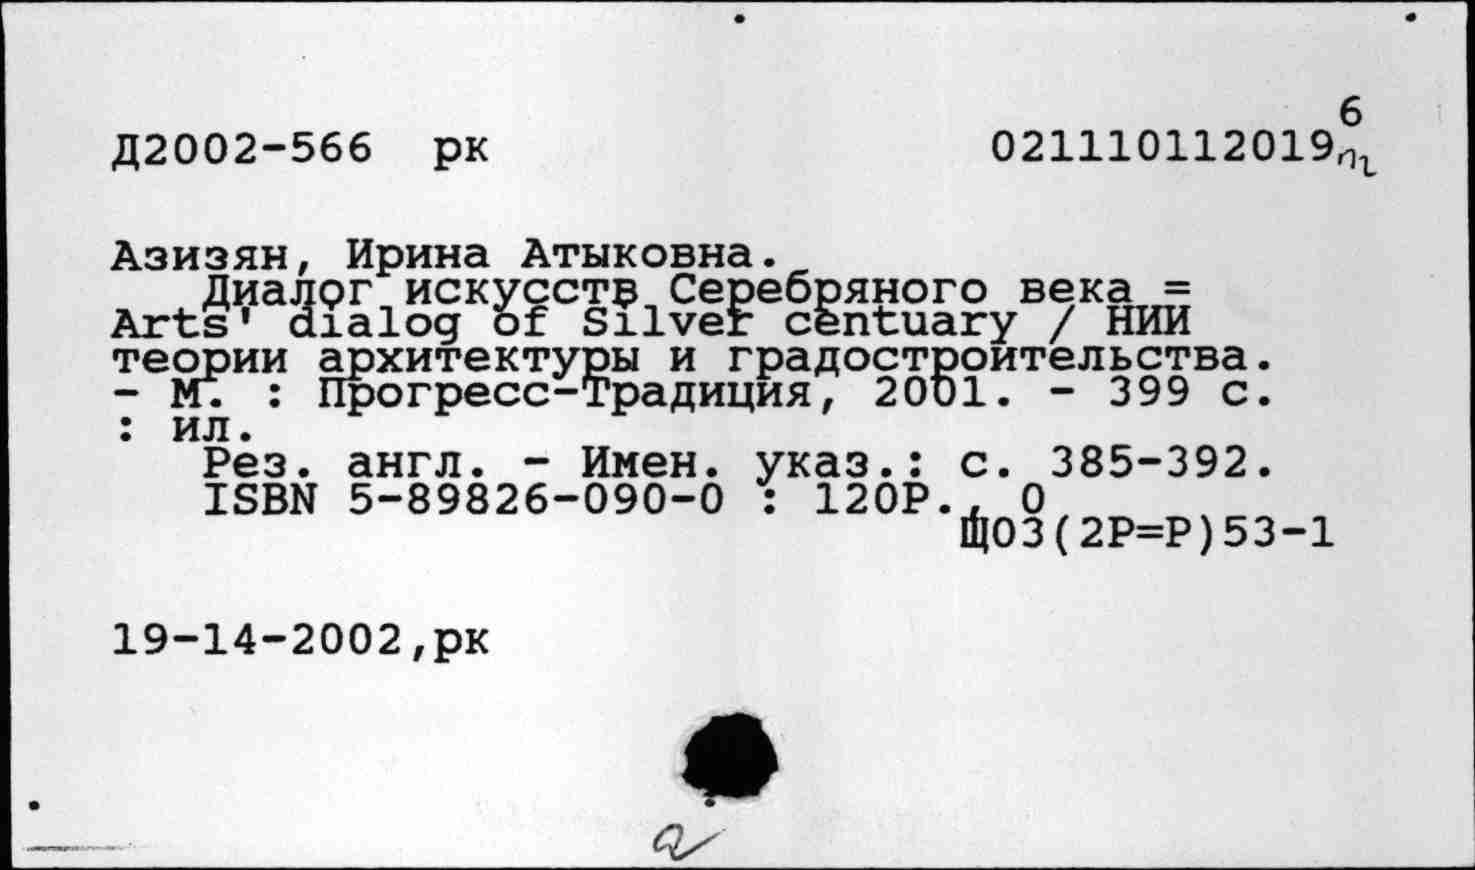 6
Д2002-566 рк 021110112019
Азизян, Ирина Атыковна.
Диалог искусств Серебряного века =
Arts' dialog of Silver centuary / НИИ
теории архитектуры и градостроительства.
- М. : Прогресс-Традиция, 2001. - 399 с.
: ил.
Рез. англ. - Имен. указ.: с. 385-392.
ISBN 5-89826-090-0 : 120Р., 0
Щ03(2Р=Р)53-1
19-14-2002,рк